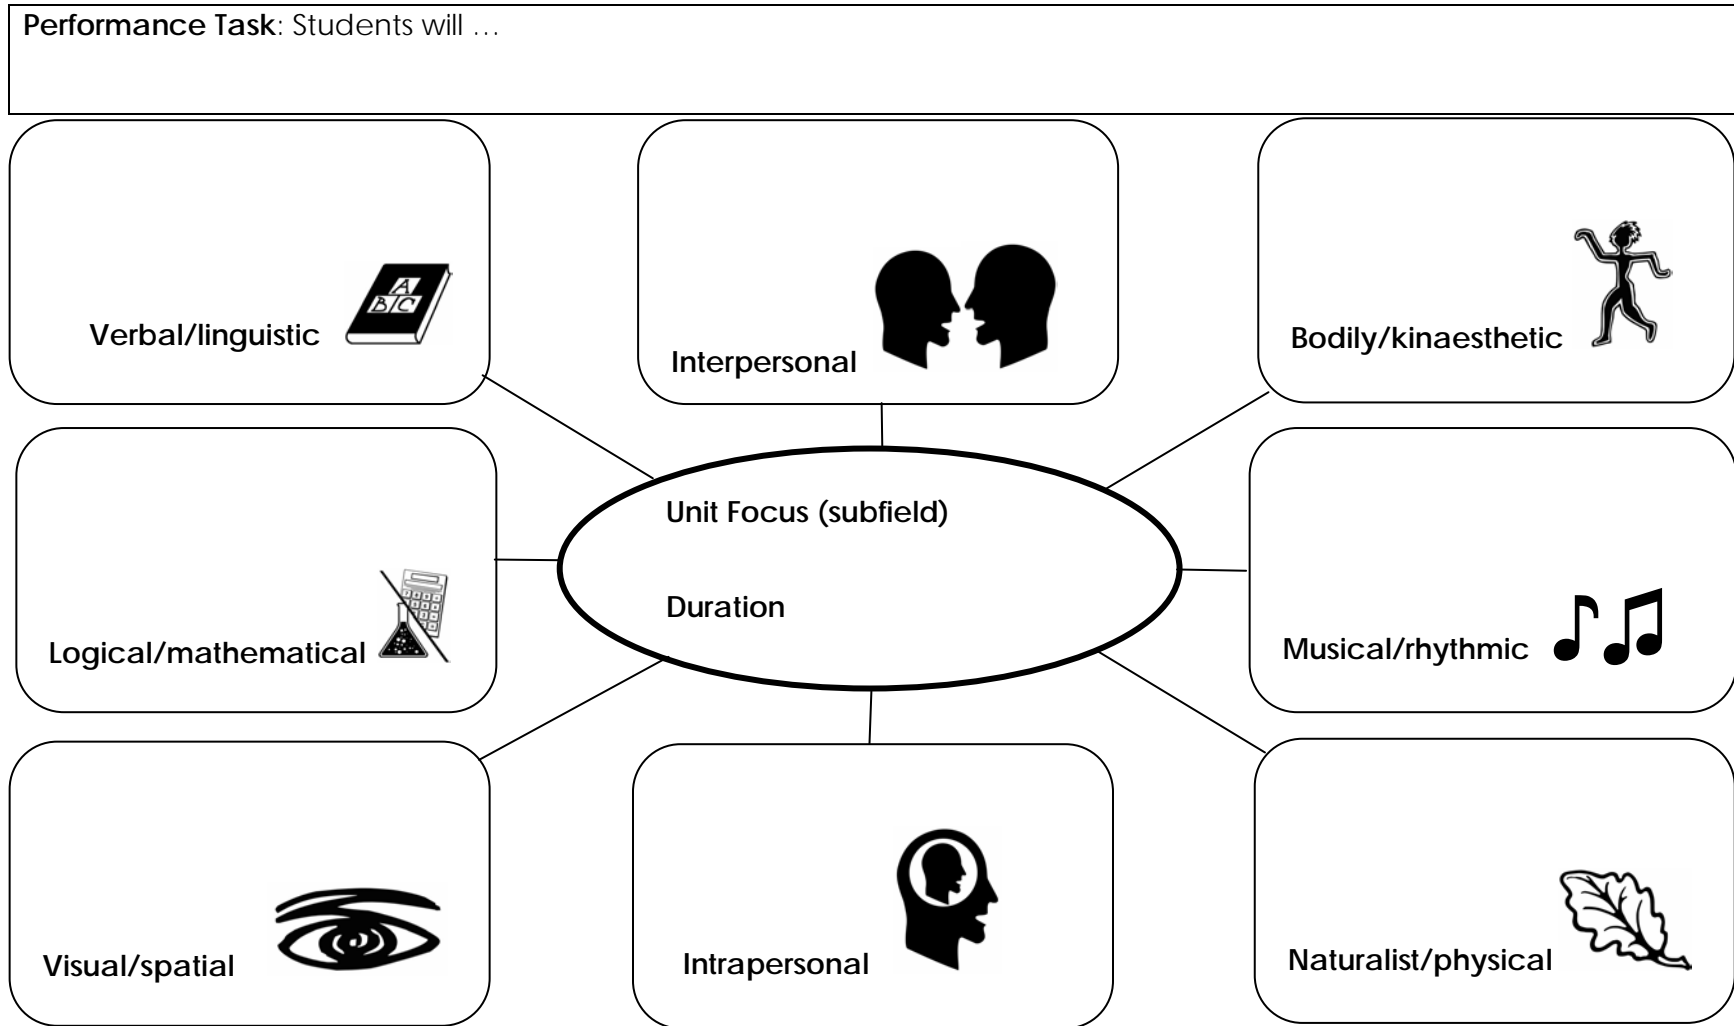 Performance Task: Students will …
Verbal/linguistic
A
B C
Interpersonal
Bodily/kinaesthetic
Unit Focus (subfield)
Duration
Logical/mathematical
Musical/rhythmic
Visual/spatial
Intrapersonal
Naturalist/physical